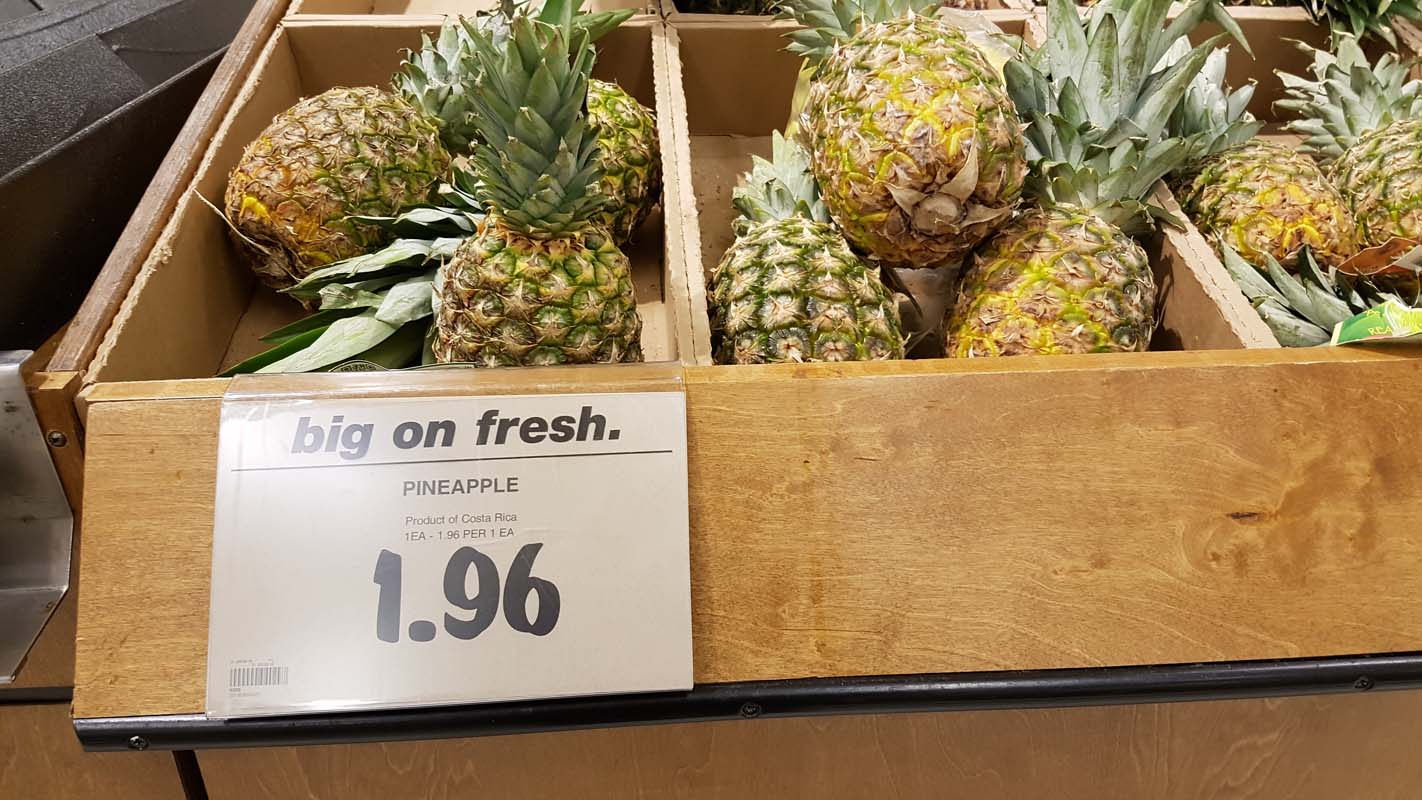 big on fresh.
PINEAPPLE
Product of Costa Rica
1EA - 1.96 PER 1 EA
1.96